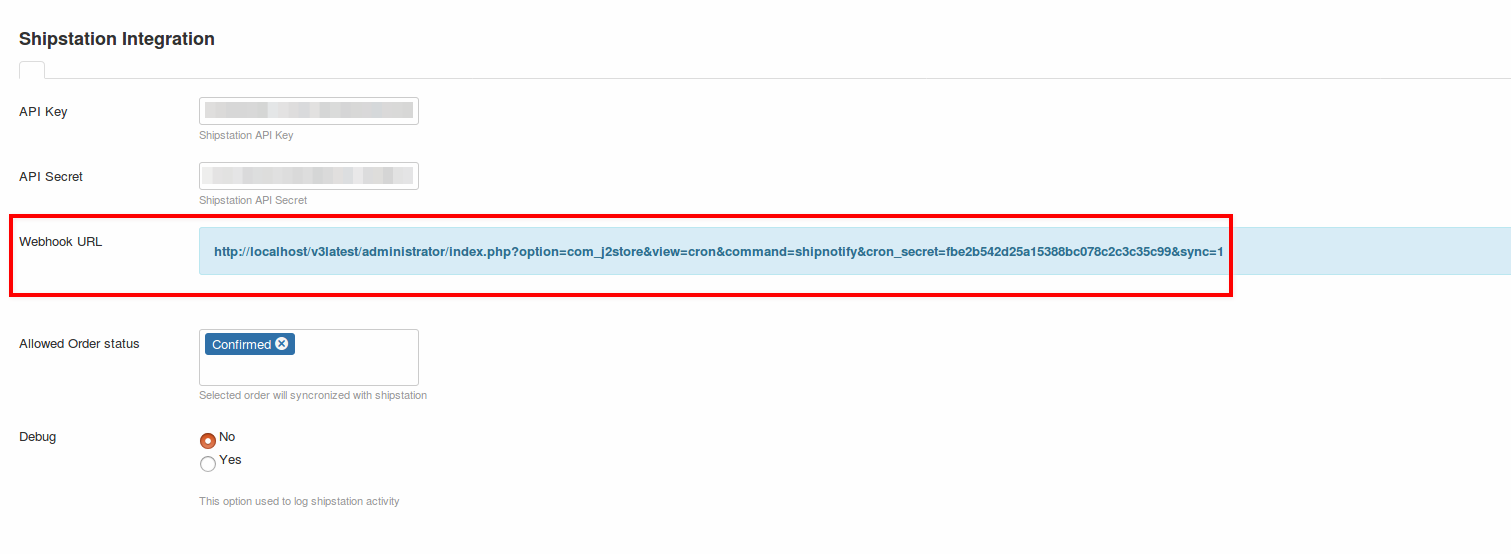 Shipstation Integration
API Key
Shipstation API Key
API Secret
Shipstation API Secret
Webhook URL
http://localhost/v3latest/administrator/index.php?option=com_j2store&view=cron&command=shipnotify&cron_secret=fbe2b542d25a15388bc078c2c3c35c99&sync=1
Allowed Order status
Confirmed
Selected order will syncronized with shipstation
Debug
No
Yes
This option used to log shipstation activity